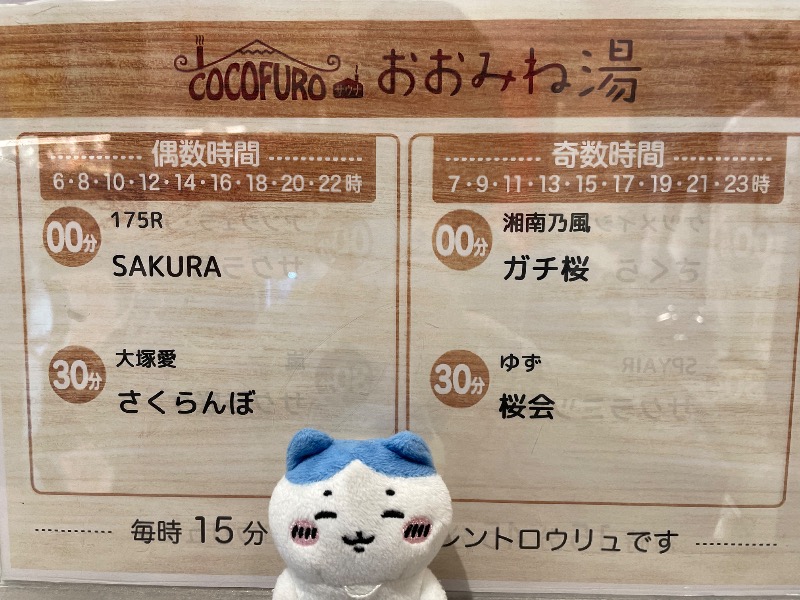 COCOFURO サウナ おおみね湯
偶数時間
6・8・10・12・14・16・18・20・22時
00分
175R
SAKURA
30分
大塚愛
さくらんぼ
奇数時間
7・9・11・13・15・17・19・21・23時
00分
湘南乃風
ガチ桜
30分
ゆず
桜会
毎時15分
ントロウリュです